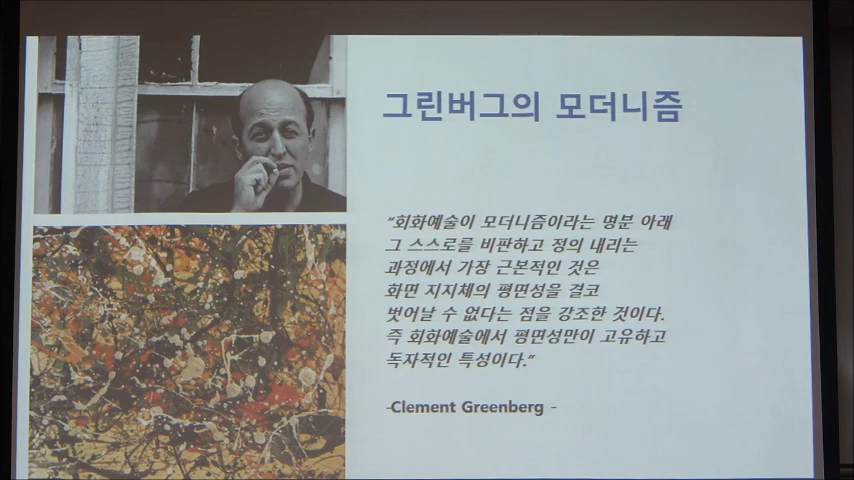 그린버그의 모더니즘
“회화예술이 모더니즘이라는 명분 아래
그 스스로를 비판하고 정의 내리는
과정에서 가장 근본적인 것은
화면 지지체의 평면성을 결코
벗어날 수 없다는 점을 강조한 것이다.
즉 회화예술에서 평면성만이 고유하고
독자적인 특성이다.”
-Clement Greenberg -